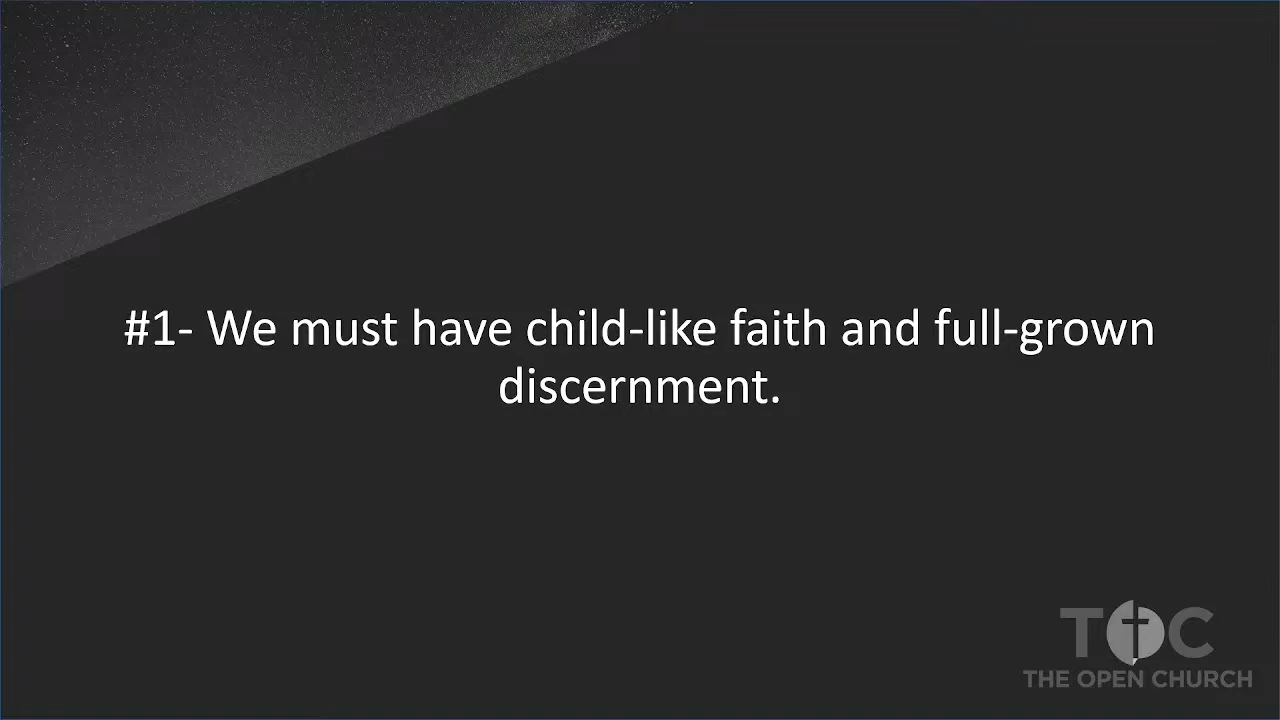 #1- We must have child-like faith and full-grown
discernment.
TOC
THE OPEN CHURCH